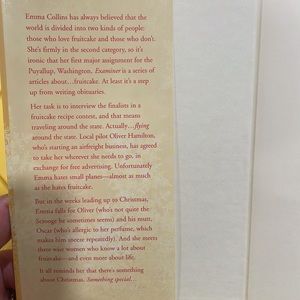 Emma Collins has always believed that the
world is divided into two kinds of people:
those who love fruitcake and those who don't.
She's firmly in the second category, so it's
ironic that her first major assignment for the
Puyallup, Washington, Examiner is a series of
articles about...fruitcake. At least it's a step
up from writing obituaries.
Her task is to interview the finalists in a
fruitcake recipe contest, and that means
traveling around the state. Actually...flying
around the state. Local pilot Oliver Hamilton,
who's starting an airfreight business, has agreed
to take her wherever she needs to go, in
exchange for free advertising. Unfortunately
Emma hates small planes—almost as much
as she hates fruitcake.
But in the weeks leading up to Christmas,
Emma falls for Oliver (who's not quite the
Scrooge he sometimes seems) and his mutt,
Oscar (who's allergic to her perfume, which
makes him sneeze repeatedly). And she meets
three wise women who know a lot about
fruitcake—and even more about life.
It all reminds her that there's something
about Christmas. Something special...